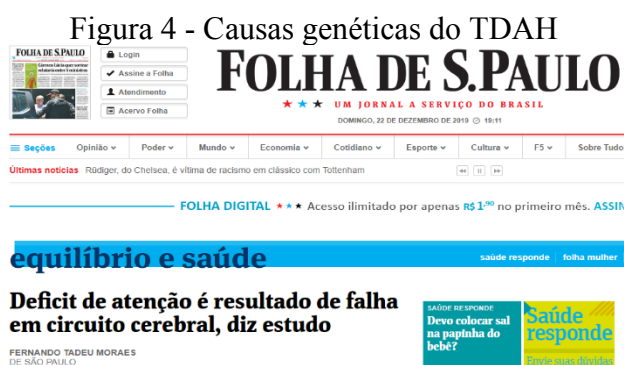 Figura 4 - Causas genéticas do TDAH
FOLHA DE S.PAULO
Login
Assine a Folha
Atendimento
Acervo Folha
FOLHA DE S.PAULO
★ ★ ★ UM JORNAL A SERVIÇO DO BRASIL
DOMINGO, 22 DE DEZEMBRO DE 2019 19:11
Seções Opinião Poder Mundo Economia Cotidiano Esporte Cultura F5 Sobre Tudo
Últimas notícias Rüdiger, do Chelsea, é vítima de racismo em clássico com Tottenham
FOLHA DIGITAL ★ ★ ★ Acesso ilimitado por apenas R$ 1,90 no primeiro mês. ASSIN
equilíbrio e saúde
saúde responde folha mulher
Deficit de atenção é resultado de falha
em circuito cerebral, diz estudo
FERNANDO TADEU MORAES
DE SÃO PAULO
SAÚDE RESPONDE
Devo colocar sal
na papinha do
bebê?
Saúde
responde
Envie suas dúvidas